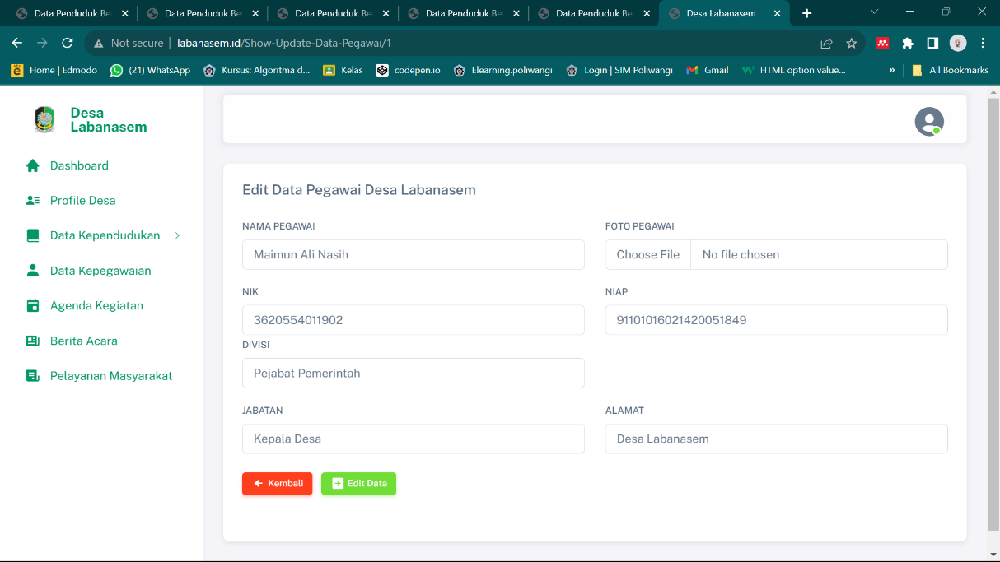 Data Penduduk Be
Data Penduduk Be
Data Penduduk Be
Data Penduduk Be
Data Penduduk Be
Desa Labanasem
Not secure
labanasem.id/Show-Update-Data-Pegawai/1
Home | Edmodo
(21) WhatsApp
Kursus: Algoritma d...
Kelas
codepen.io
Elearning.poliwangi
Login | SIM Poliwangi
Gmail
HTML option value...
»
All Bookmarks
Desa
Labanasem
Dashboard
Profile Desa
Data Kependudukan
Data Kepegawaian
Agenda Kegiatan
Berita Acara
Pelayanan Masyarakat
Edit Data Pegawai Desa Labanasem
NAMA PEGAWAI
Maimun Ali Nasih
FOTO PEGAWAI
Choose File No file chosen
NIK
3620554011902
NIAP
91101016021420051849
DIVISI
Pejabat Pemerintah
JABATAN
Kepala Desa
ALAMAT
Desa Labanasem
Kembali
Edit Data